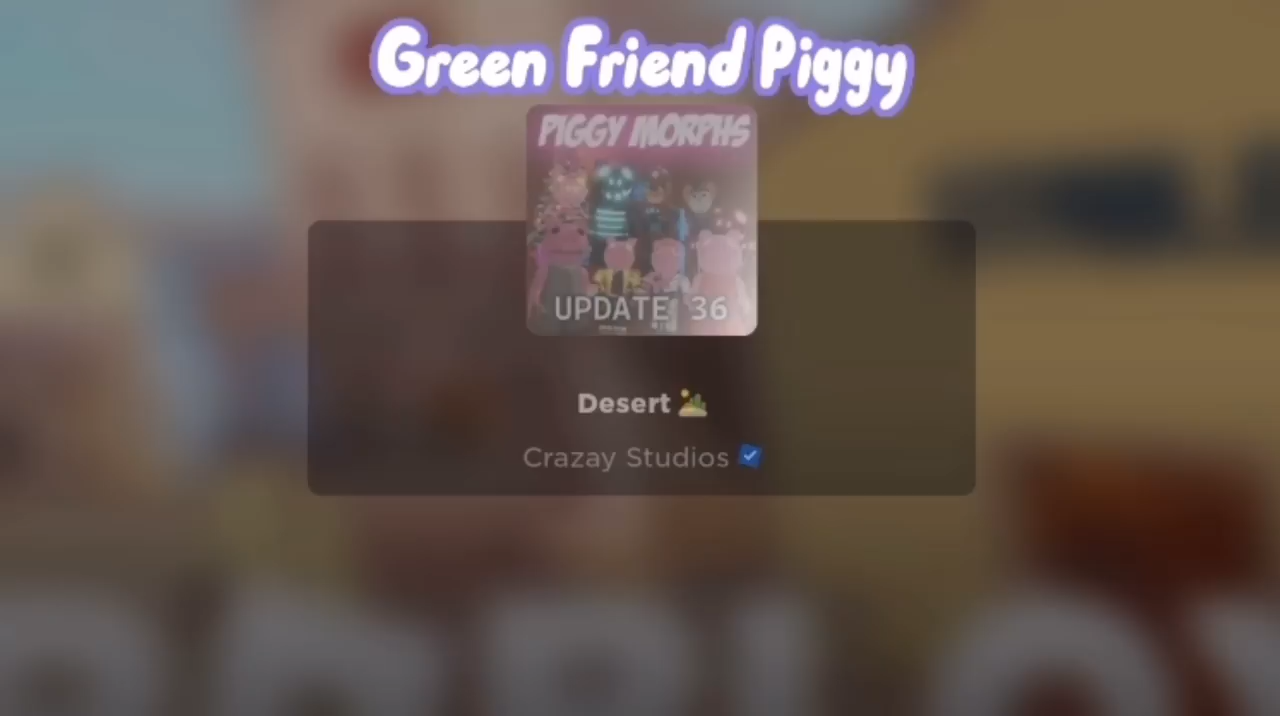 Green Friend Piggy
PIGGY MORPHS
UPDATE 36
Desert
Crazay Studios